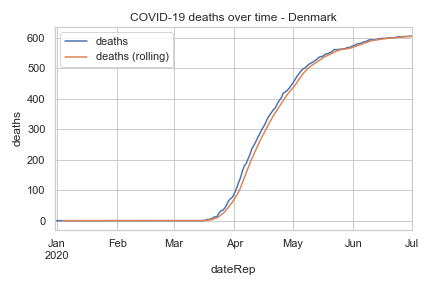 COVID-19 deaths over time - Denmark
deaths
deaths (rolling)
600
500
400
300
200
100
0
deaths
Jan Feb Mar Apr May Jun Jul
2020
dateRep